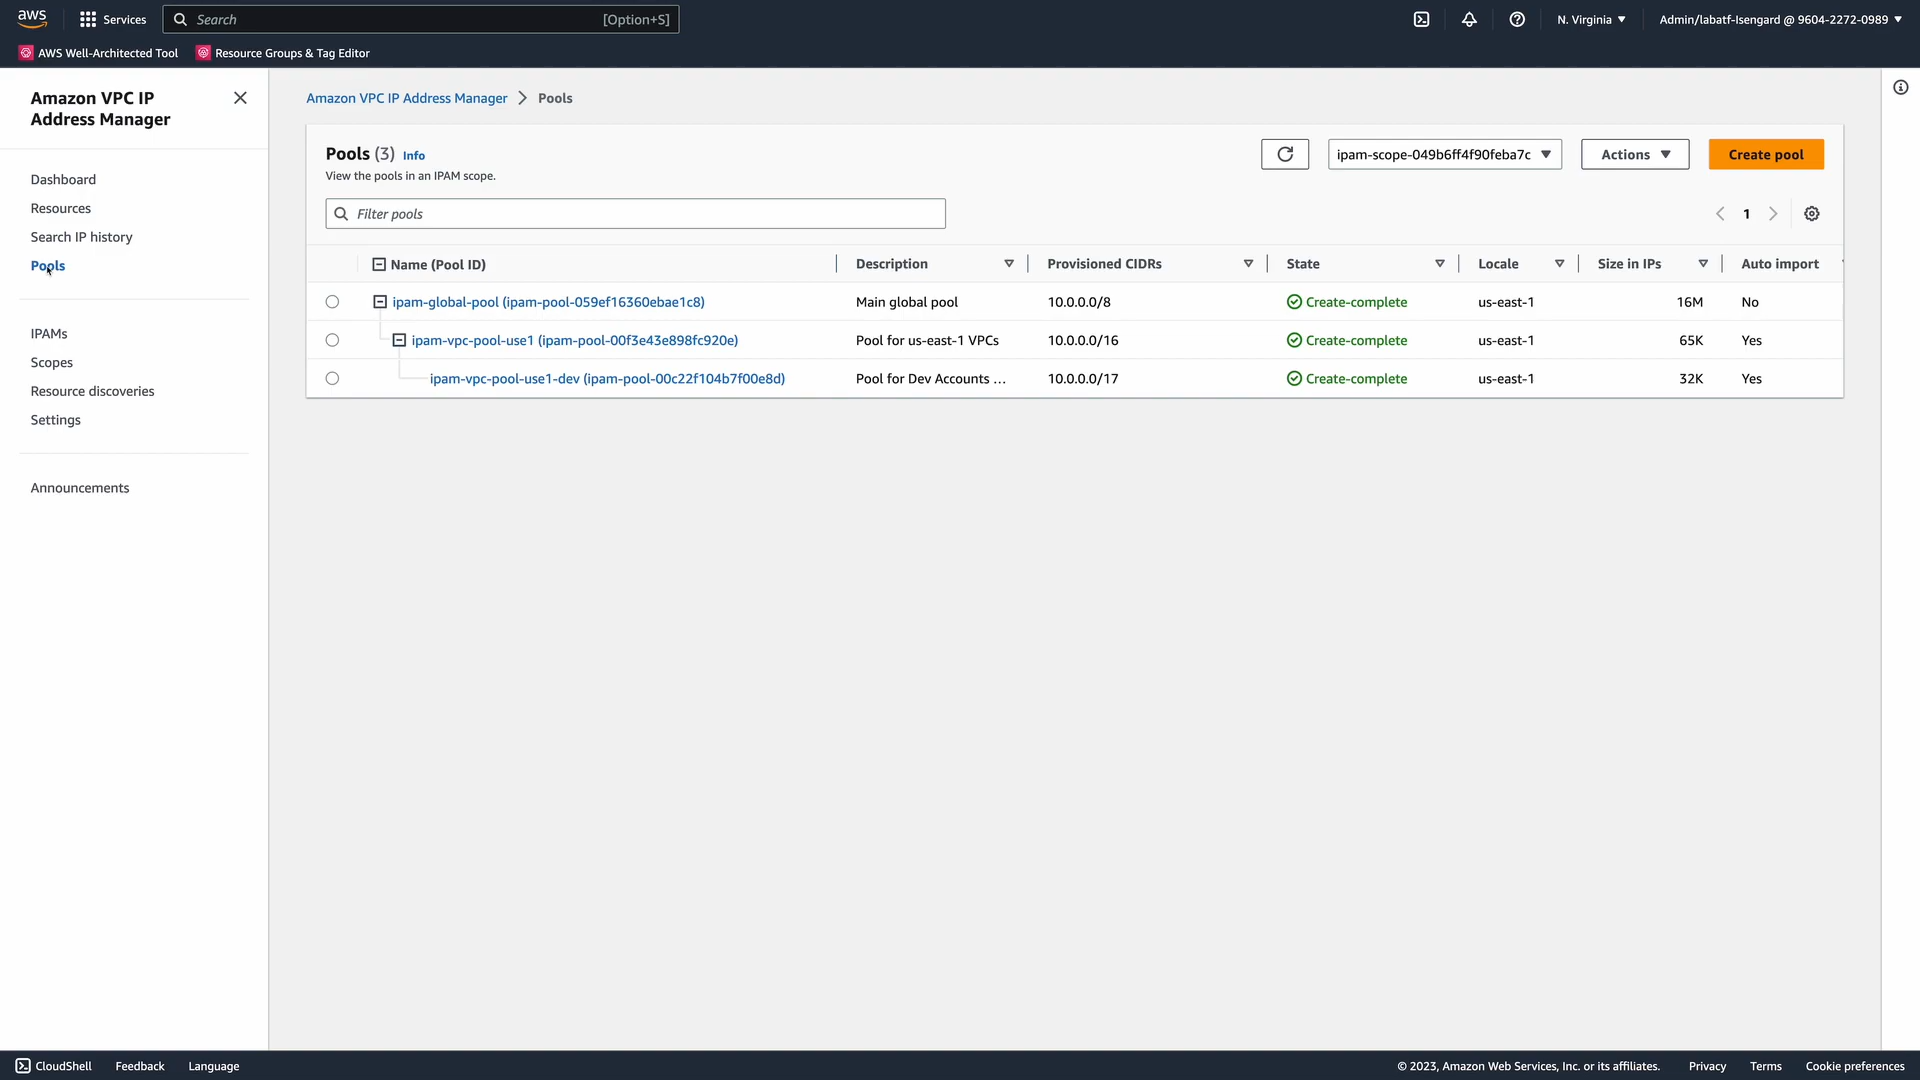 aws
Services
Search
[Option+S]
N. Virginia
Admin/labatf-Isengard @ 9604-2272-0989
AWS Well-Architected Tool
Resource Groups & Tag Editor
Amazon VPC IP
Address Manager
Dashboard
Resources
Search IP history
Pools
IPAMs
Scopes
Resource discoveries
Settings
Announcements
Amazon VPC IP Address Manager > Pools
Pools (3) Info
View the pools in an IPAM scope.
ipam-scope-049b6ff4f90feba7c
Actions
Create pool
Filter pools
1
Name (Pool ID) Description Provisioned CIDRs State Locale Size in IPs Auto import
ipam-global-pool (ipam-pool-059ef16360ebae1c8) Main global pool 10.0.0.0/8 Create-complete us-east-1 16M No
ipam-vpc-pool-use1 (ipam-pool-00f3e43e898fc920e) Pool for us-east-1 VPCs 10.0.0.0/16 Create-complete us-east-1 65K Yes
ipam-vpc-pool-use1-dev (ipam-pool-00c22f104b7f00e8d) Pool for Dev Accounts ... 10.0.0.0/17 Create-complete us-east-1 32K Yes
CloudShell Feedback Language
© 2023, Amazon Web Services, Inc. or its affiliates. Privacy Terms Cookie preferences